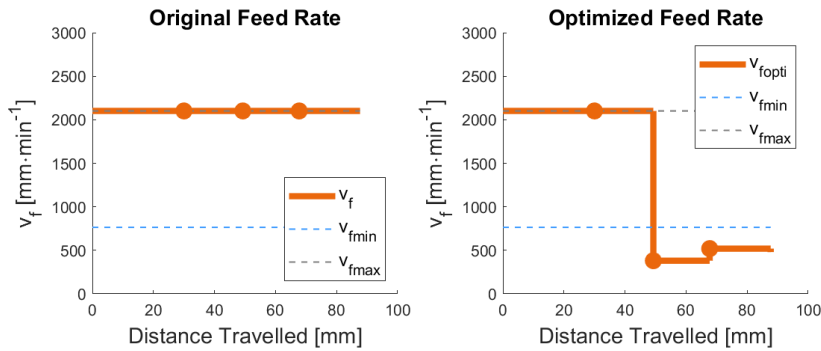 Original Feed Rate
3000
2500
2000
1500
1000
500
0
0 20 40 60 80 100
v_f [mm·min^-1]
Distance Travelled [mm]
v_f
v_fmin
v_fmax
Optimized Feed Rate
3000
2500
2000
1500
1000
500
0
0 20 40 60 80 100
v_f [mm·min^-1]
Distance Travelled [mm]
v_fopti
v_fmin
v_fmax